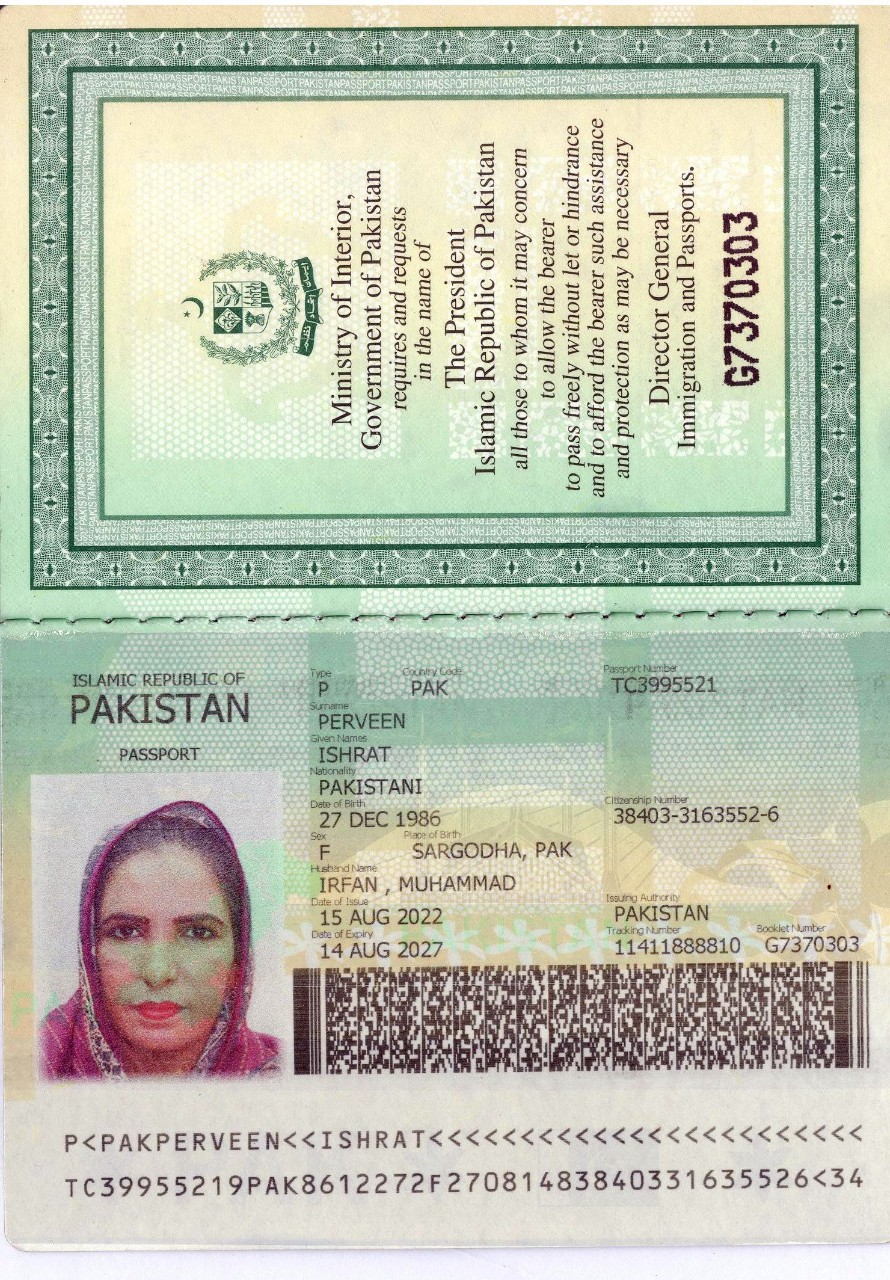 Ministry of Interior,
Government of Pakistan
requires and requests
in the name of
The President
Islamic Republic of Pakistan
all those to whom it may concern
to allow the bearer
to pass freely without let or hindrance
and to afford the bearer such assistance
and protection as may be necessary
Director General
Immigration and Passports.
G7370303
ISLAMIC REPUBLIC OF
PAKISTAN
PASSPORT
Type Country Code Passport Number
P PAK TC3995521
Surname
PERVEEN
Given Names
ISHRAT
Nationality
PAKISTANI
Date of Birth Citizenship Number
27 DEC 1986 38403-3163552-6
Sex Place of Birth
F SARGODHA, PAK
Husband Name
IRFAN , MUHAMMAD
Date of Issue Issuing Authority
15 AUG 2022 PAKISTAN
Date of Expiry Tracking Number Booklet Number
14 AUG 2027 11411888810 G7370303
P<PAKPERVEEN<<ISHRAT<<<<<<<<<<<<<<<<<<<<<<<<
TC39955219PAK8612272F27081483840331635526<34